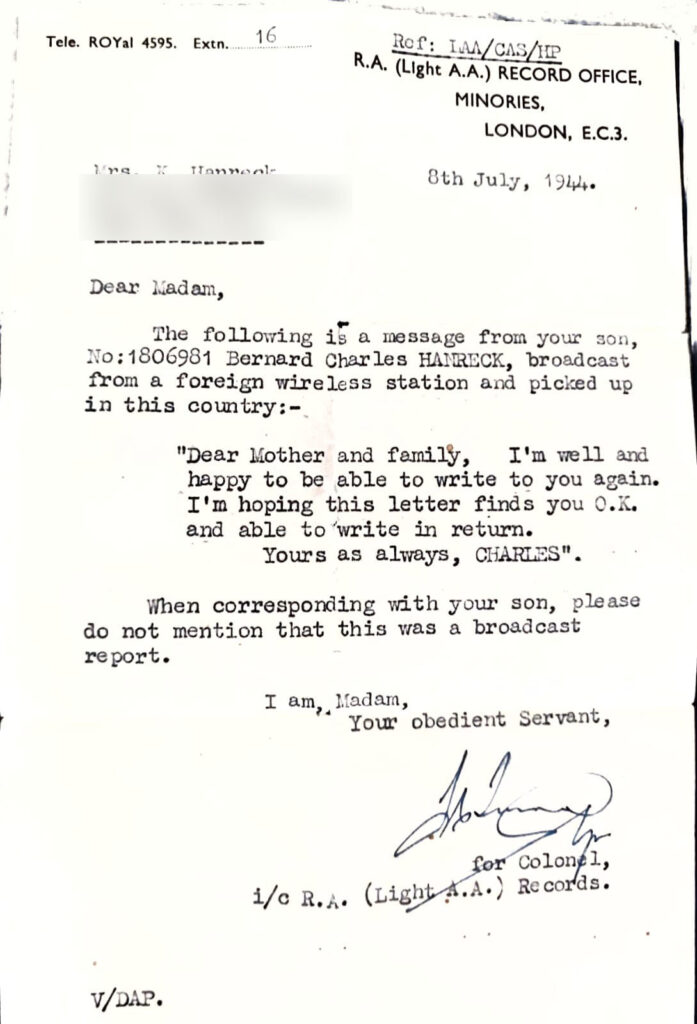 Tele. ROYal 4595. Extn. 16
Ref: LAA/CAS/HP
R.A. (Light A.A.) RECORD OFFICE,
MINORIES,
LONDON, E.C.3.
Mrs. K. Hanreck
8th July, 1944.
Dear Madam,
The following is a message from your son,
No:1806981 Bernard Charles HANRECK, broadcast
from a foreign wireless station and picked up
in this country:-
"Dear Mother and family, I'm well and
happy to be able to write to you again.
I'm hoping this letter finds you O.K.
and able to write in return.
Yours as always, CHARLES".
When corresponding with your son, please
do not mention that this was a broadcast
report.
I am, Madam,
Your obedient Servant,
for Colonel,
i/c R.A. (Light A.A.) Records.
V/DAP.